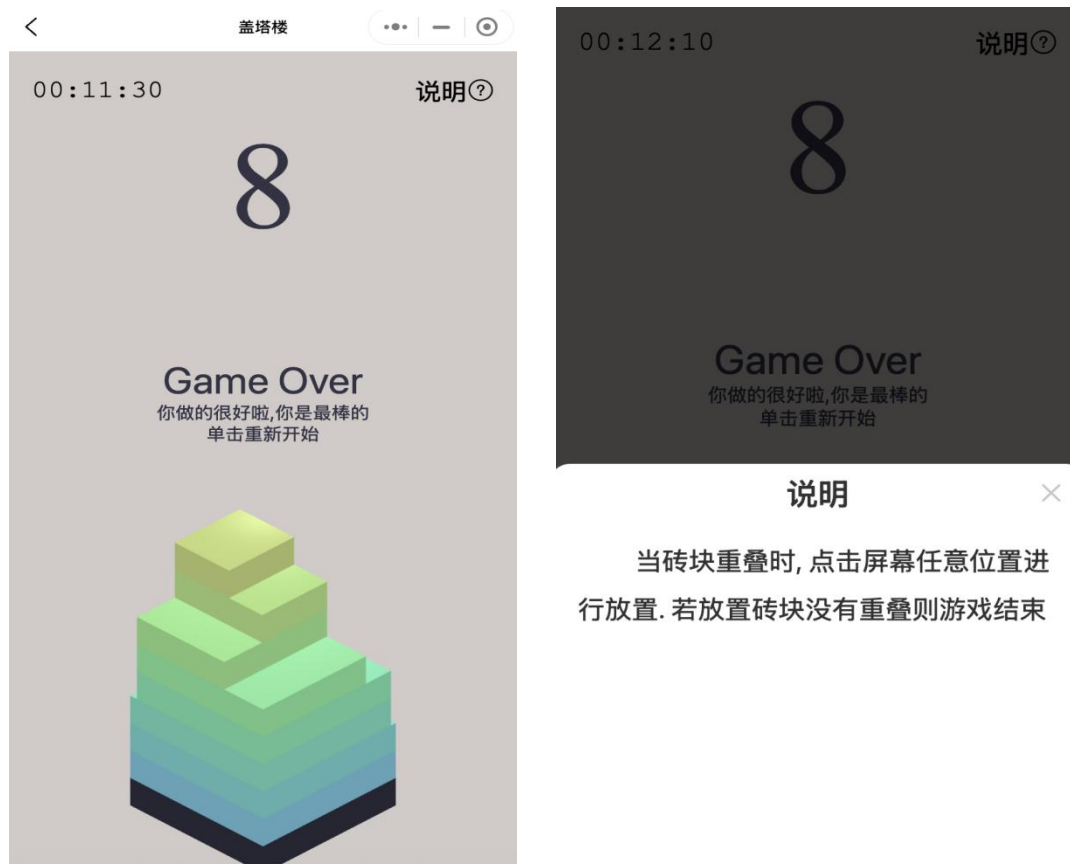 盖塔楼
00:11:30 说明?
8
Game Over
你做的很好啦,你是最棒的
单击重新开始
00:12:10 说明?
8
Game Over
你做的很好啦,你是最棒的
单击重新开始
说明
当砖块重叠时, 点击屏幕任意位置进
行放置. 若放置砖块没有重叠则游戏结束